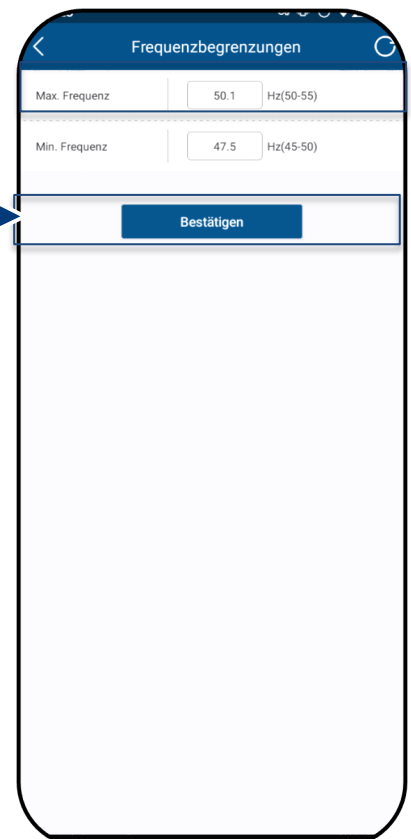 Frequenzbegrenzungen
Max. Frequenz 50.1 Hz(50-55)
Min. Frequenz 47.5 Hz(45-50)
Bestätigen